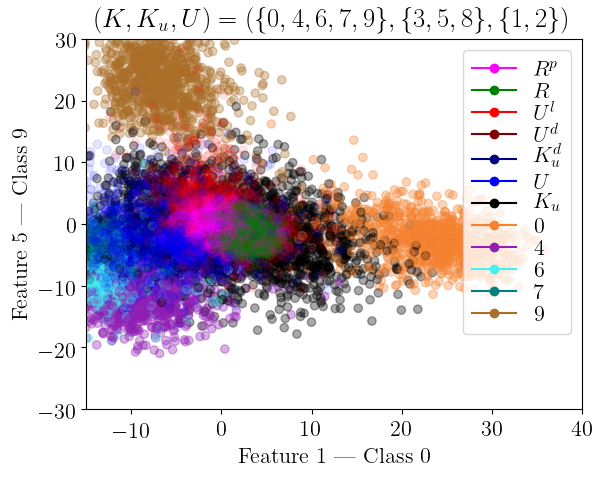 (K, K_u, U) = ({0, 4, 6, 7, 9}, {3, 5, 8}, {1, 2})
30
20
10
0
−10
−20
−30
Feature 5 — Class 9
R^p
R
U^l
U^d
K_u^d
U
K_u
0
4
6
7
9
−10
0
10
20
30
40
Feature 1 — Class 0